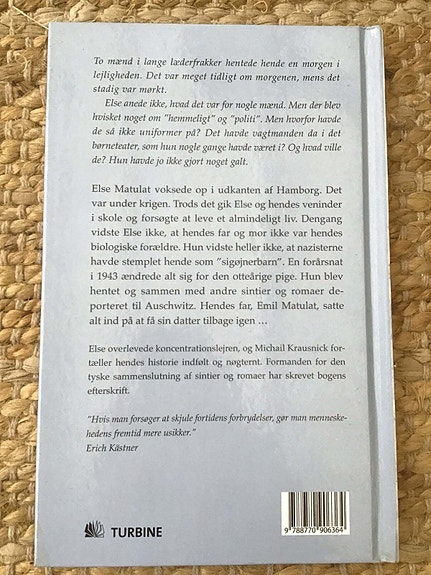 To mænd i lange læderfrakker hentede hende en morgen i
lejligheden. Det var meget tidligt om morgenen, mens det
stadig var mørkt.
Else anede ikke, hvad det var for nogle mænd. Men der blev
hvisket noget om "hemmeligt" og "politi". Men hvorfor havde
de så ikke uniformer på? Det havde vagtmanden da i det
børneteater, som hun nogle gange havde været i? Og hvad ville
de? Hun havde jo ikke gjort noget galt.
Else Matulat voksede op i udkanten af Hamborg. Det
var under krigen. Trods det gik Else og hendes veninder
i skole og forsøgte at leve et almindeligt liv. Dengang
vidste Else ikke, at hendes far og mor ikke var hendes
biologiske forældre. Hun vidste heller ikke, at nazisterne
havde stemplet hende som "sigøjnerbarn". En forårsnat
i 1943 ændrede alt sig for den otteårige pige. Hun blev
hentet og sammen med andre sintier og romaer de-
porteret til Auschwitz. Hendes far, Emil Matulat, satte
alt ind på at få sin datter tilbage igen …
Else overlevede koncentrationslejren, og Michail Krausnick for-
tæller hendes historie indfølt og nøgternt. Formanden for den
tyske sammenslutning af sintier og romaer har skrevet bogens
efterskrift.
"Hvis man forsøger at skjule fortidens forbrydelser, gør man menneske-
hedens fremtid mere usikker."
Erich Kästner
TURBINE
9 788770 906364